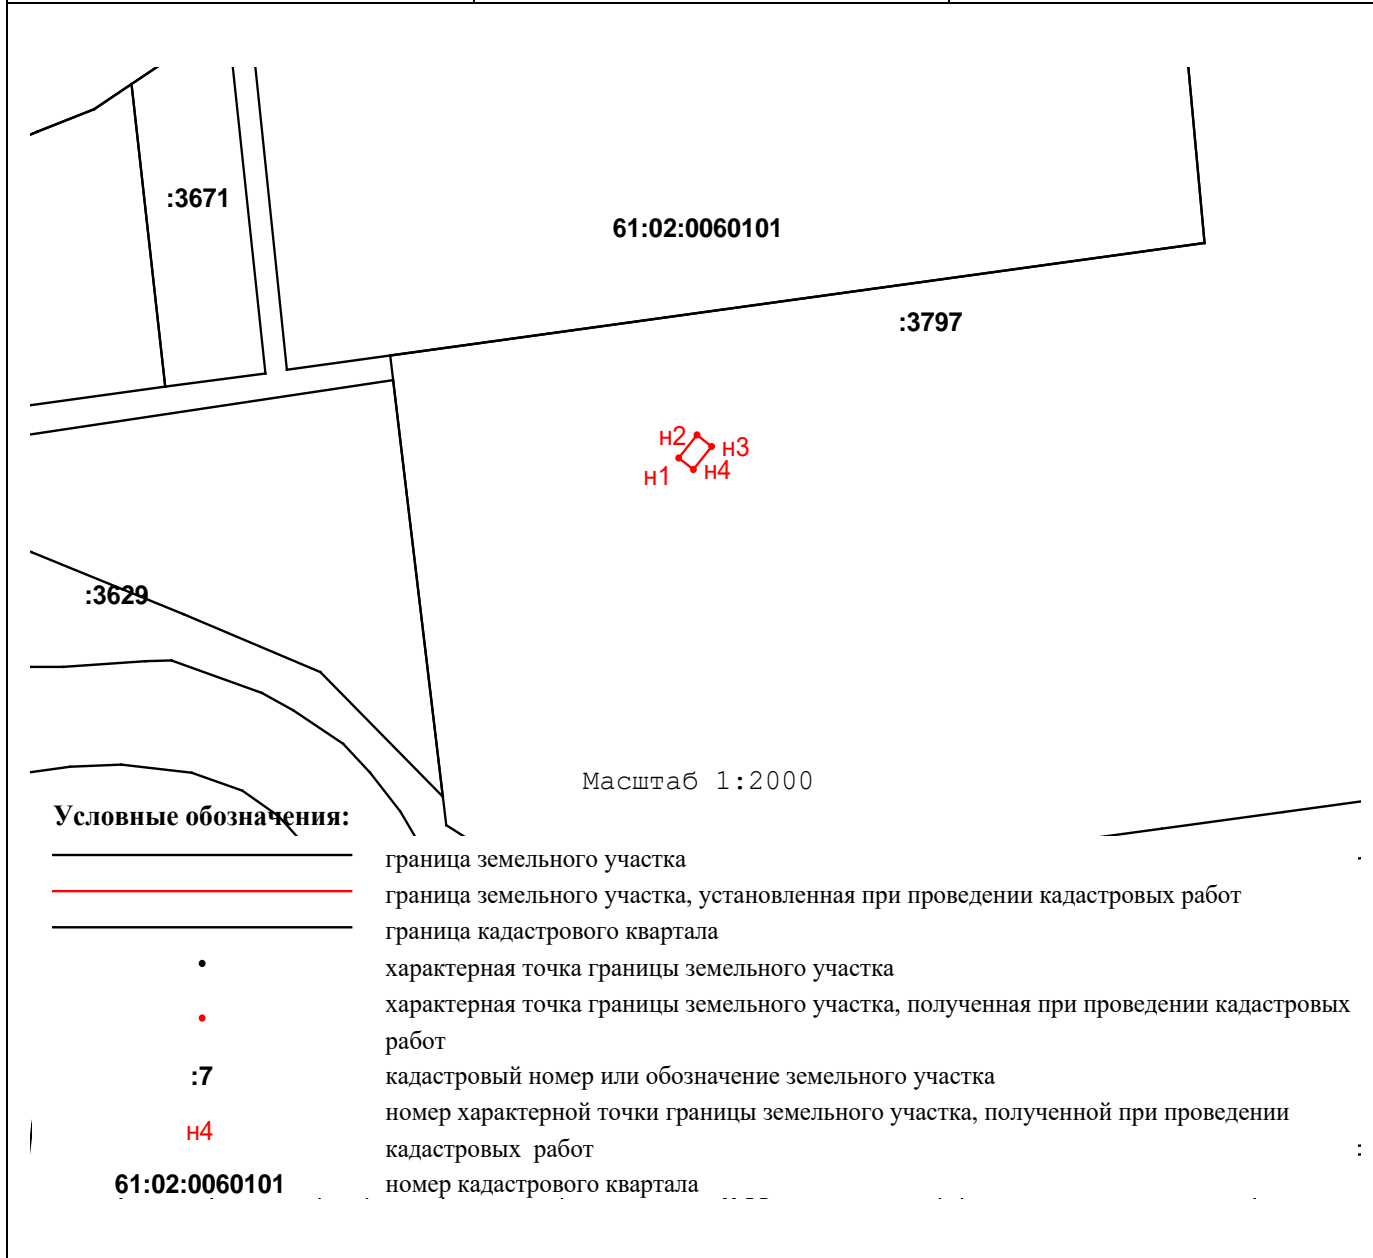 :3671
61:02:0060101
:3797
н2
н3
н1
н4
:3629
Масштаб 1:2000
Условные обозначения:
граница земельного участка
граница земельного участка, установленная при проведении кадастровых работ
граница кадастрового квартала
характерная точка границы земельного участка
характерная точка границы земельного участка, полученная при проведении кадастровых
работ
:7 кадастровый номер или обозначение земельного участка
номер характерной точки границы земельного участка, полученной при проведении
н4
кадастровых работ
61:02:0060101 номер кадастрового квартала